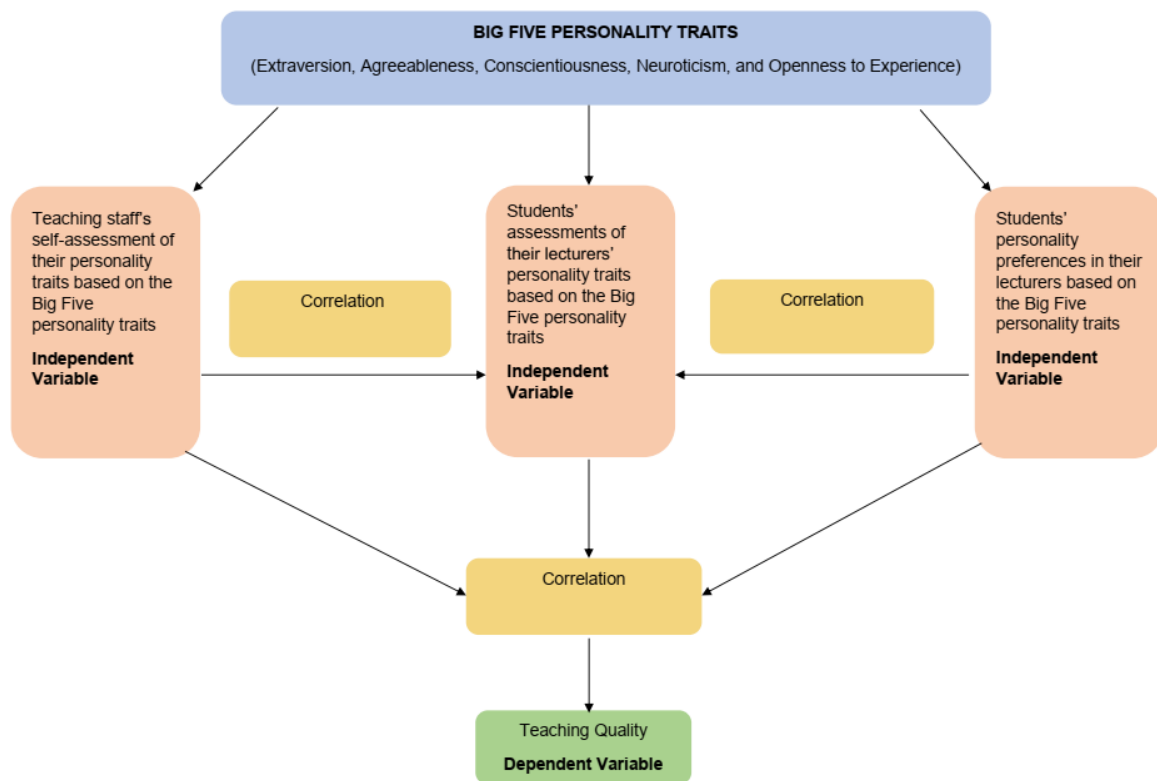 BIG FIVE PERSONALITY TRAITS
(Extraversion, Agreeableness, Conscientiousness, Neuroticism, and Openness to Experience)
Teaching staff's
self-assessment of
their personality
traits based on the
Big Five
personality traits
Independent
Variable
Correlation
Students’
assessments of
their lecturers’
personality traits
based on the Big
Five personality
traits
Independent
Variable
Correlation
Students’
personality
preferences in their
lecturers based on
the Big Five
personality traits
Independent
Variable
Correlation
Teaching Quality
Dependent Variable